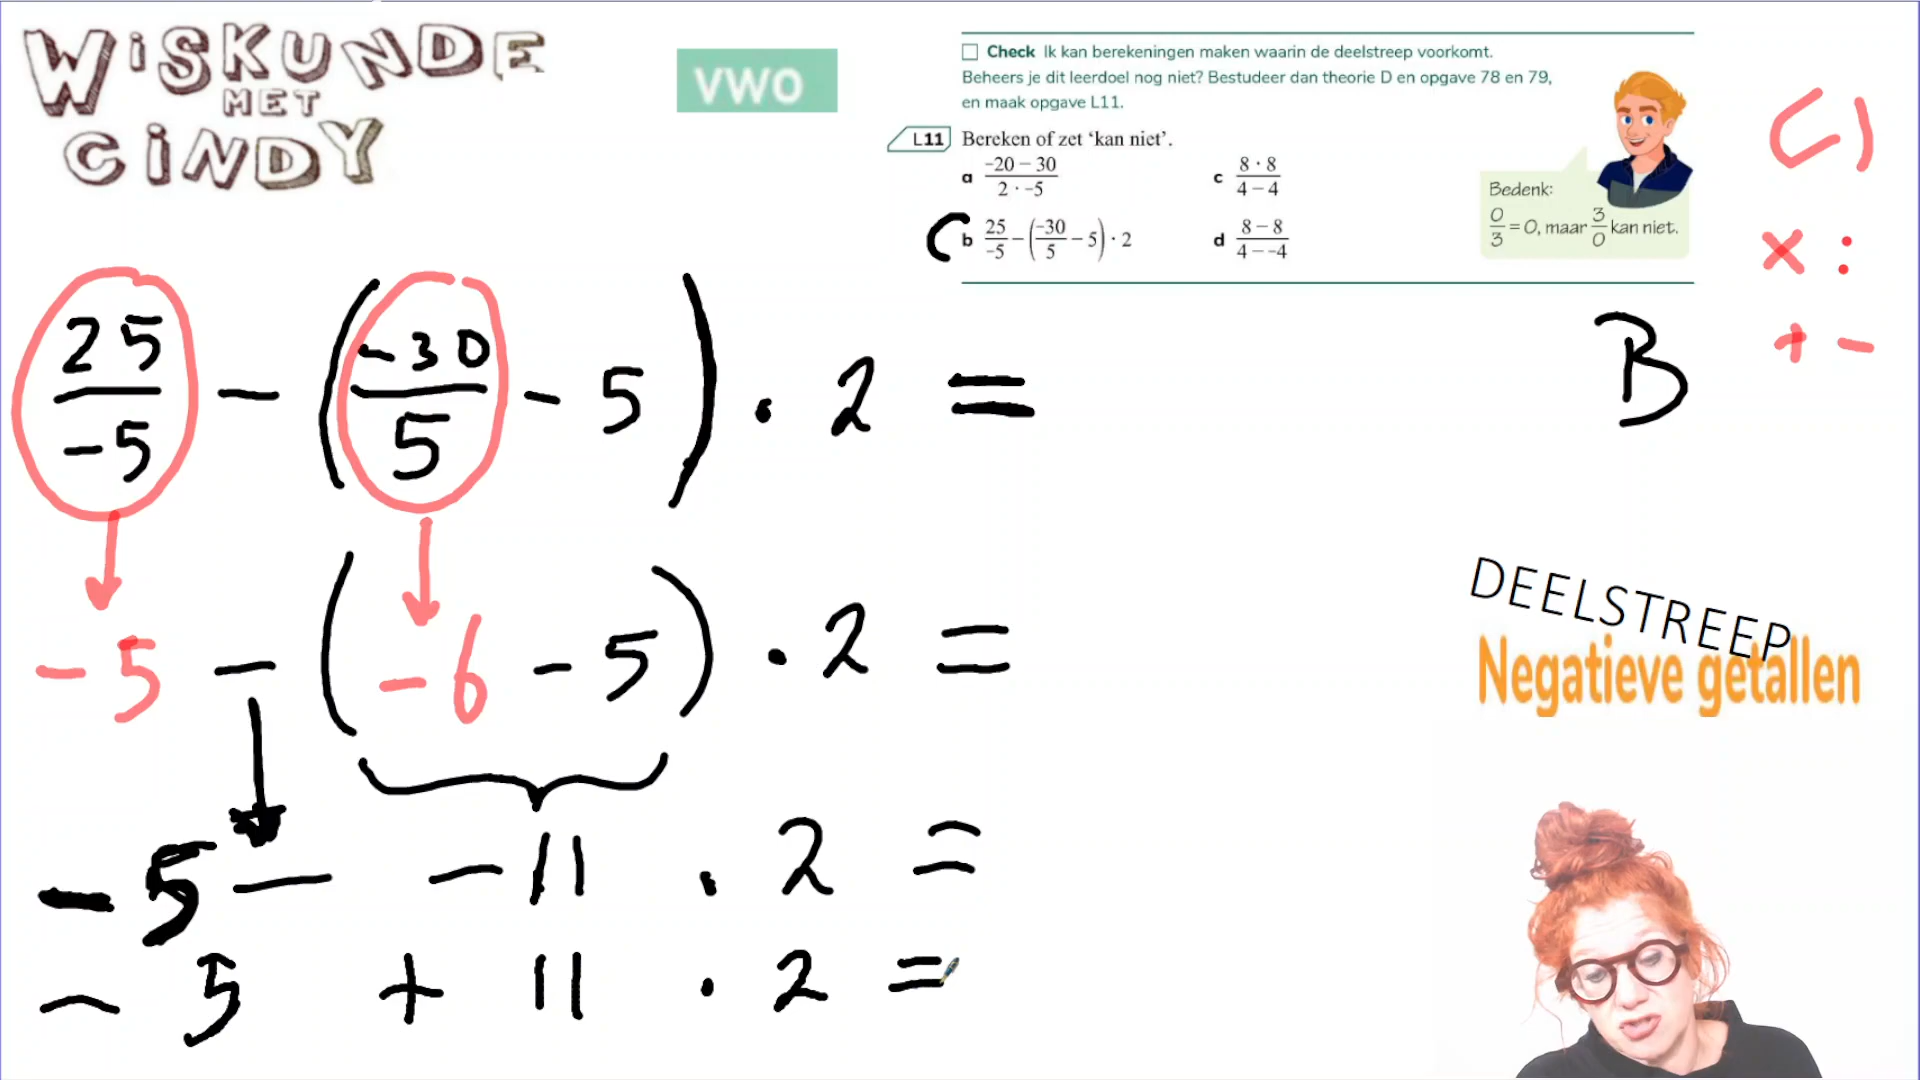 WiSKUNDE
MET
CiNDY
VWO
Check Ik kan berekeningen maken waarin de deelstreep voorkomt.
Beheers je dit leerdoel nog niet? Bestudeer dan theorie D en opgave 78 en 79,
en maak opgave L11.
L11 Bereken of zet ‘kan niet’.
a (-20 – 30)/(2 · -5)
c (8 · 8)/(4 – 4)
b 25/-5 – (-30/5 – 5) · 2
d (8 – 8)/(4 – -4)
Bedenk:
0/3 = 0, maar 3/0 kan niet.
( )
× :
+ -
B
25/-5 - (-30/5 - 5) · 2 =
-5 - (-6 - 5) · 2 =
-5 - -11 · 2 =
-5 + 11 · 2 =
DEELSTREEP
Negatieve getallen